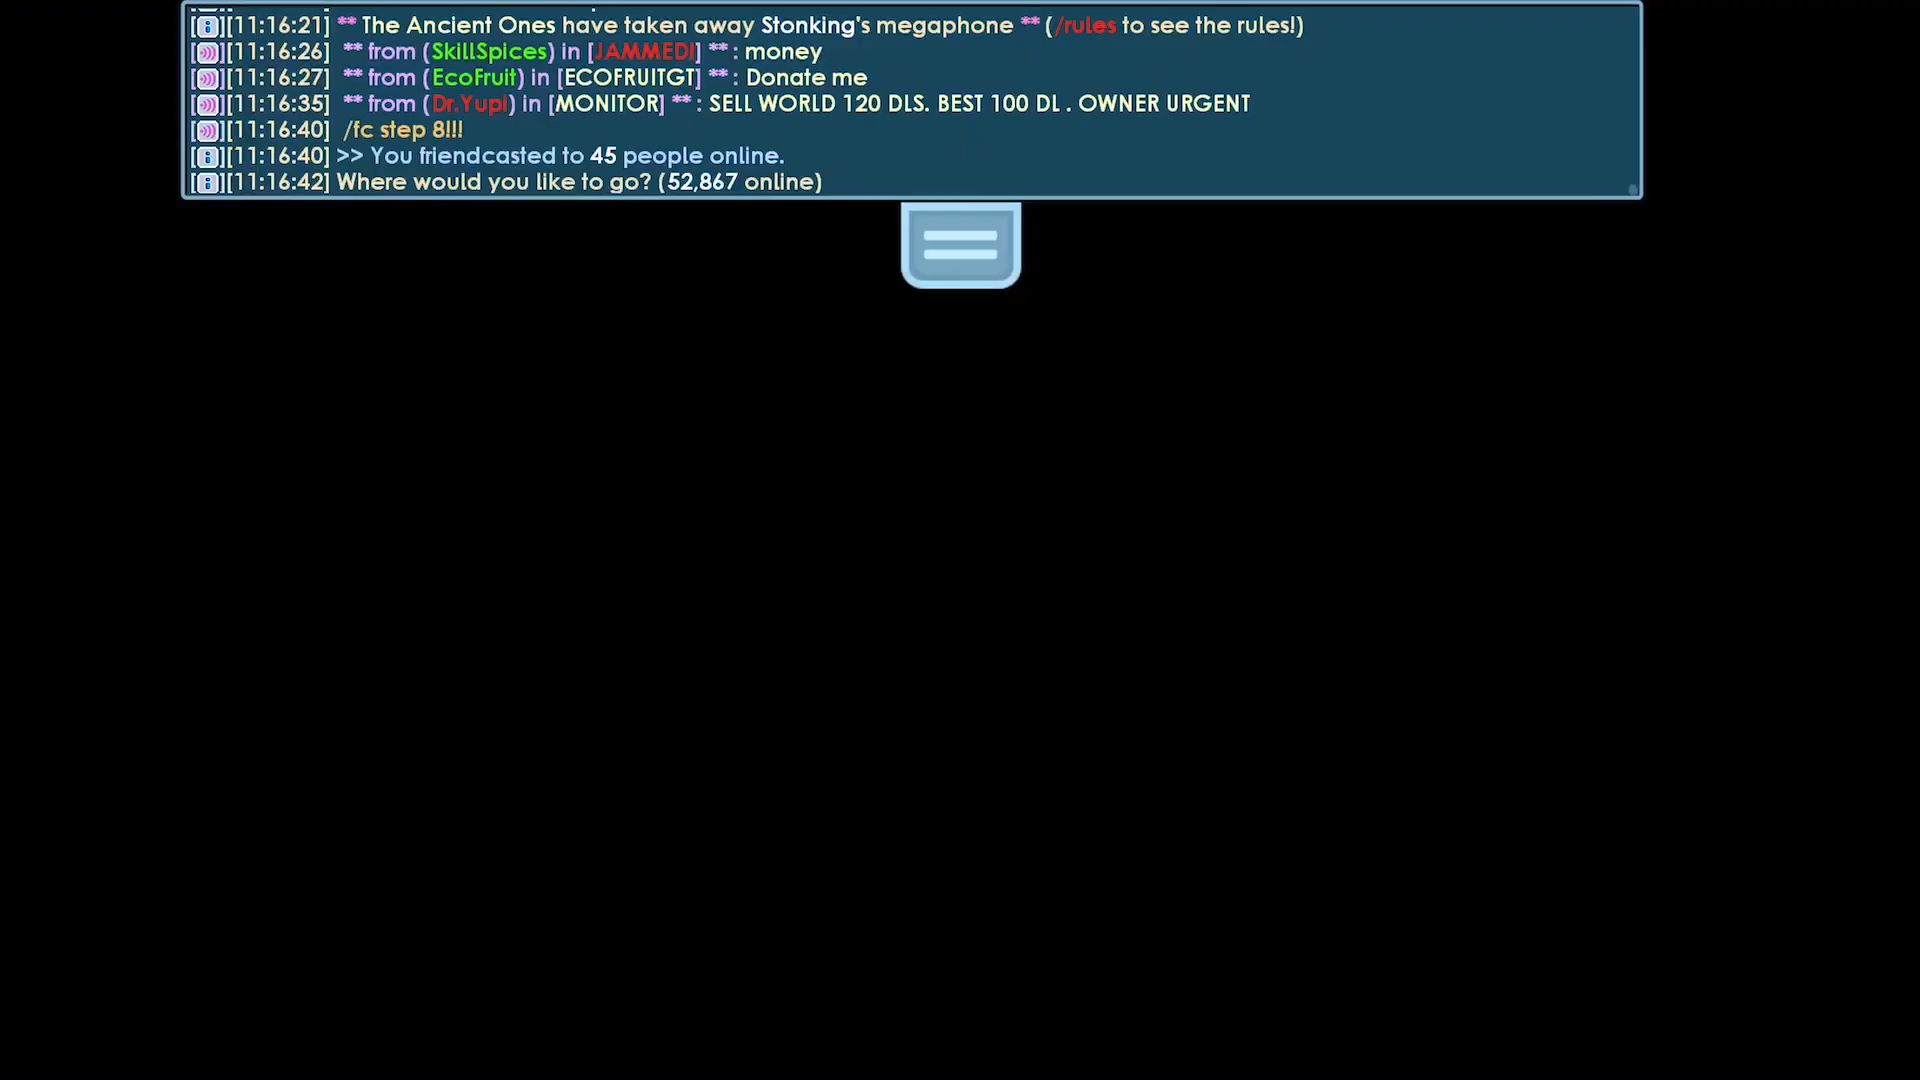 [11:16:21] ** The Ancient Ones have taken away Stonking's megaphone ** (/rules to see the rules!)
[11:16:26] ** from (SkillSpices) in [JAMMED!] ** : money
[11:16:27] ** from (EcoFruit) in [ECOFRUITGT] ** : Donate me
[11:16:35] ** from (Dr.Yupi) in [MONITOR] ** : SELL WORLD 120 DLS. BEST 100 DL . OWNER URGENT
[11:16:40] /fc step 8!!!
[11:16:40] >> You friendcasted to 45 people online.
[11:16:42] Where would you like to go? (52,867 online)